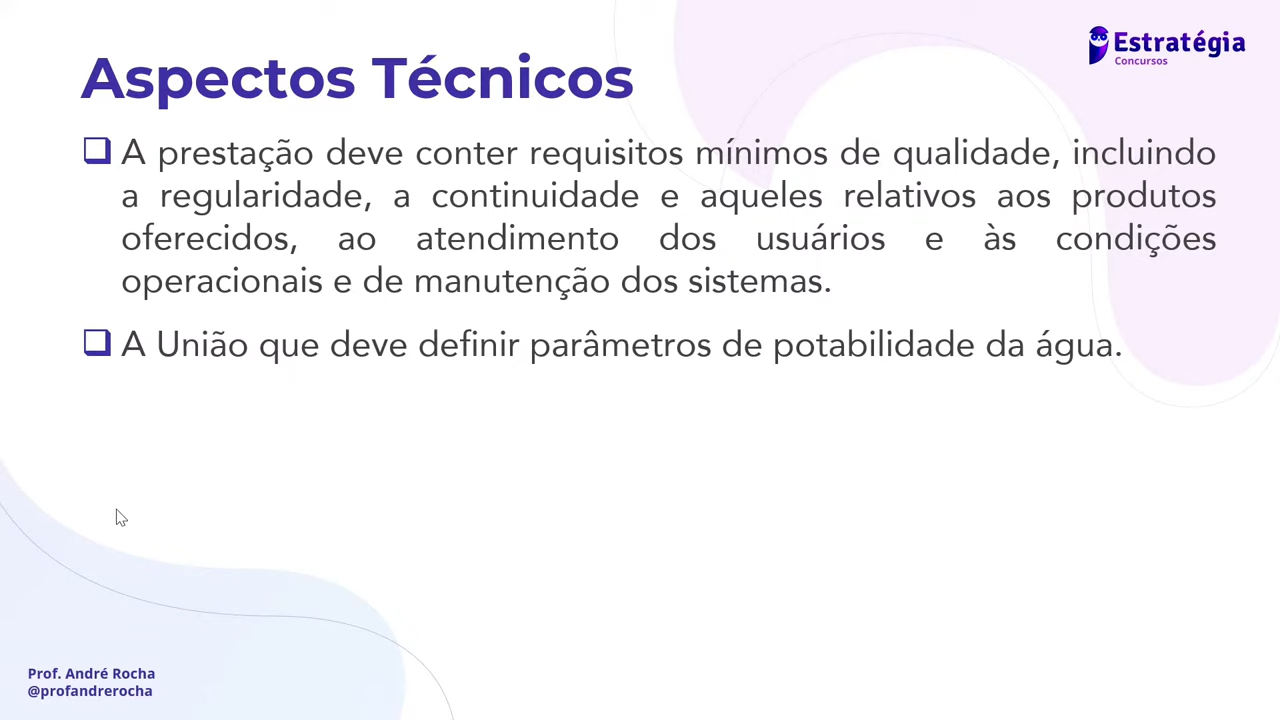 Estratégia
Concursos
Aspectos Técnicos
A prestação deve conter requisitos mínimos de qualidade, incluindo
a regularidade, a continuidade e aqueles relativos aos produtos
oferecidos, ao atendimento dos usuários e às condições
operacionais e de manutenção dos sistemas.
A União que deve definir parâmetros de potabilidade da água.
Prof. André Rocha
@profandrerocha